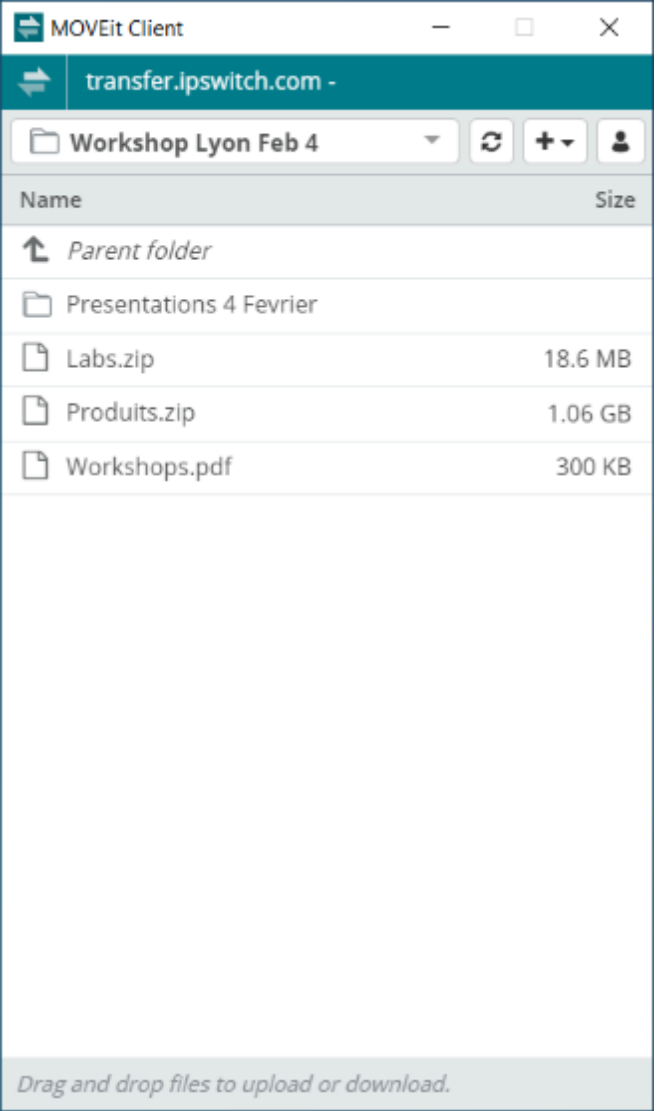 MOVEit Client
transfer.ipswitch.com -
Workshop Lyon Feb 4
Name Size
Parent folder
Presentations 4 Fevrier
Labs.zip 18.6 MB
Produits.zip 1.06 GB
Workshops.pdf 300 KB
Drag and drop files to upload or download.